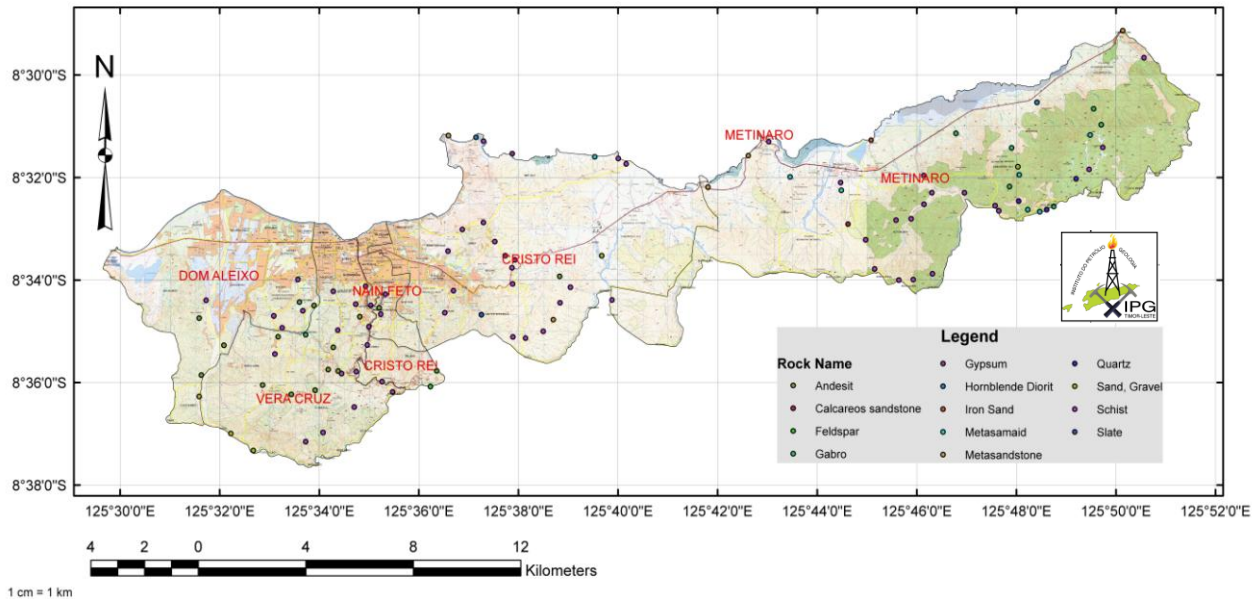 N
8°30'0"S
8°32'0"S
8°34'0"S
8°36'0"S
8°38'0"S
METINARO
METINARO
DOM ALEIXO
NAIN FETO
CRISTO REI
CRISTO REI
VERA CRUZ
INSTITUTO DO PETRÓLIO GEOLOGIA
IPG
TIMOR-LESTE
Legend
Rock Name
Andesit
Calcareos sandstone
Feldspar
Gabro
Gypsum
Hornblende Diorit
Iron Sand
Metasamaid
Metasandstone
Quartz
Sand, Gravel
Schist
Slate
125°30'0"E 125°32'0"E 125°34'0"E 125°36'0"E 125°38'0"E 125°40'0"E 125°42'0"E 125°44'0"E 125°46'0"E 125°48'0"E 125°50'0"E 125°52'0"E
4 2 0 4 8 12
Kilometers
1 cm = 1 km